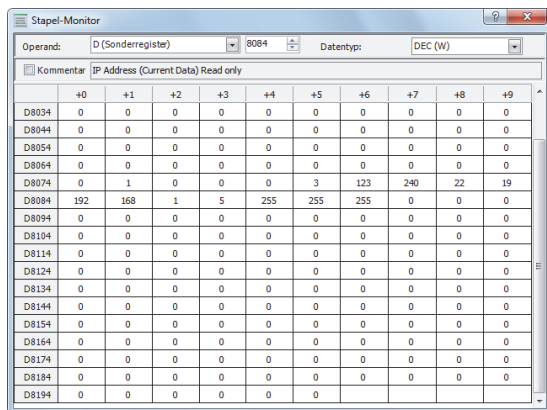 Stapel-Monitor
Operand: D (Sonderregister) 8084 Datentyp: DEC (W)
Kommentar IP Address (Current Data) Read only
+0 +1 +2 +3 +4 +5 +6 +7 +8 +9
D8034 0 0 0 0 0 0 0 0 0 0
D8044 0 0 0 0 0 0 0 0 0 0
D8054 0 0 0 0 0 0 0 0 0 0
D8064 0 0 0 0 0 0 0 0 0 0
D8074 0 1 0 0 0 3 123 240 22 19
D8084 192 168 1 5 255 255 255 0 0 0
D8094 0 0 0 0 0 0 0 0 0 0
D8104 0 0 0 0 0 0 0 0 0 0
D8114 0 0 0 0 0 0 0 0 0 0
D8124 0 0 0 0 0 0 0 0 0 0
D8134 0 0 0 0 0 0 0 0 0 0
D8144 0 0 0 0 0 0 0 0 0 0
D8154 0 0 0 0 0 0 0 0 0 0
D8164 0 0 0 0 0 0 0 0 0 0
D8174 0 0 0 0 0 0 0 0 0 0
D8184 0 0 0 0 0 0 0 0 0 0
D8194 0 0 0 0 0 0